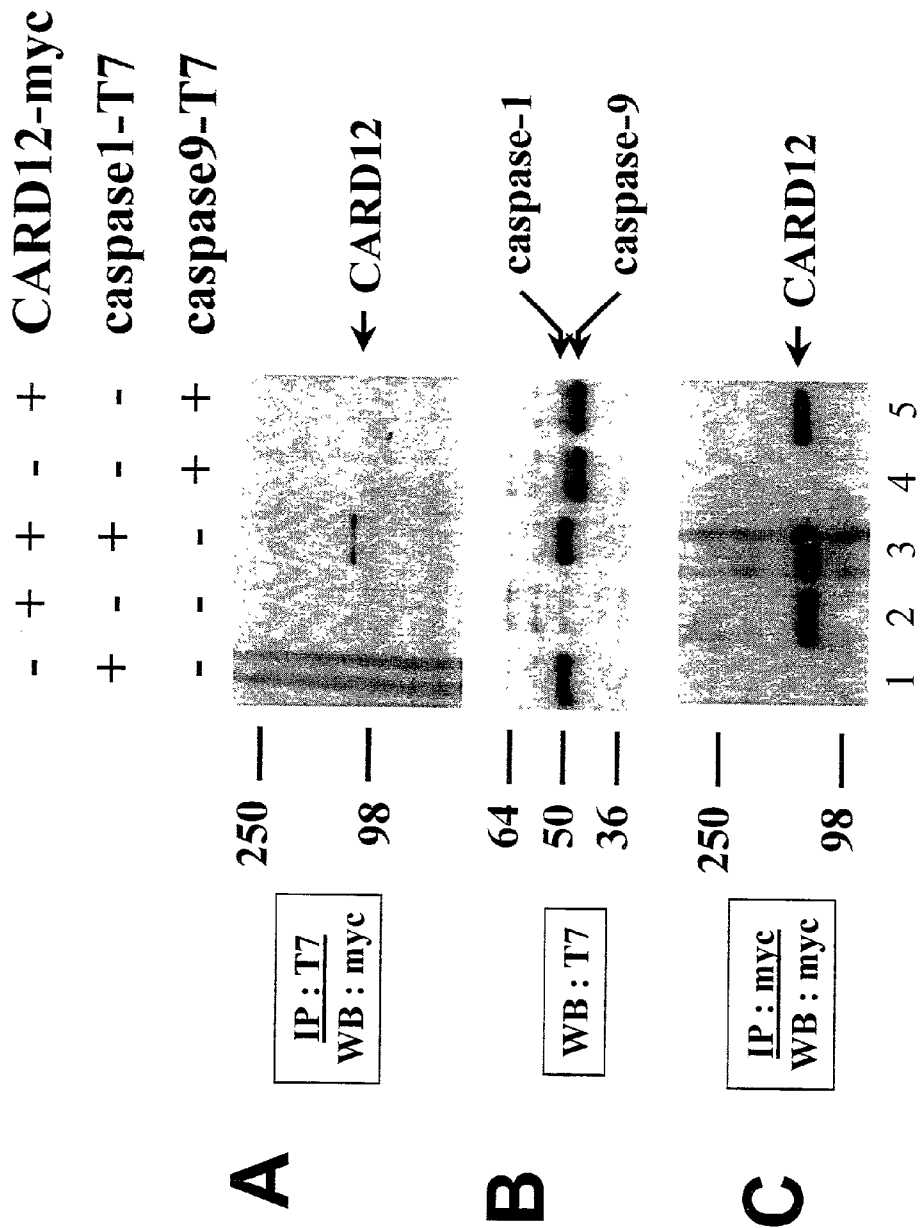 - + + - + CARD12-myc
+ - + - - caspase1-T7
- - - + + caspase9-T7
A
IP : T7
WB : myc
250
98
CARD12
B
WB : T7
64
50
36
caspase-1
caspase-9
C
IP : myc
WB : myc
250
98
CARD12
1 2 3 4 5